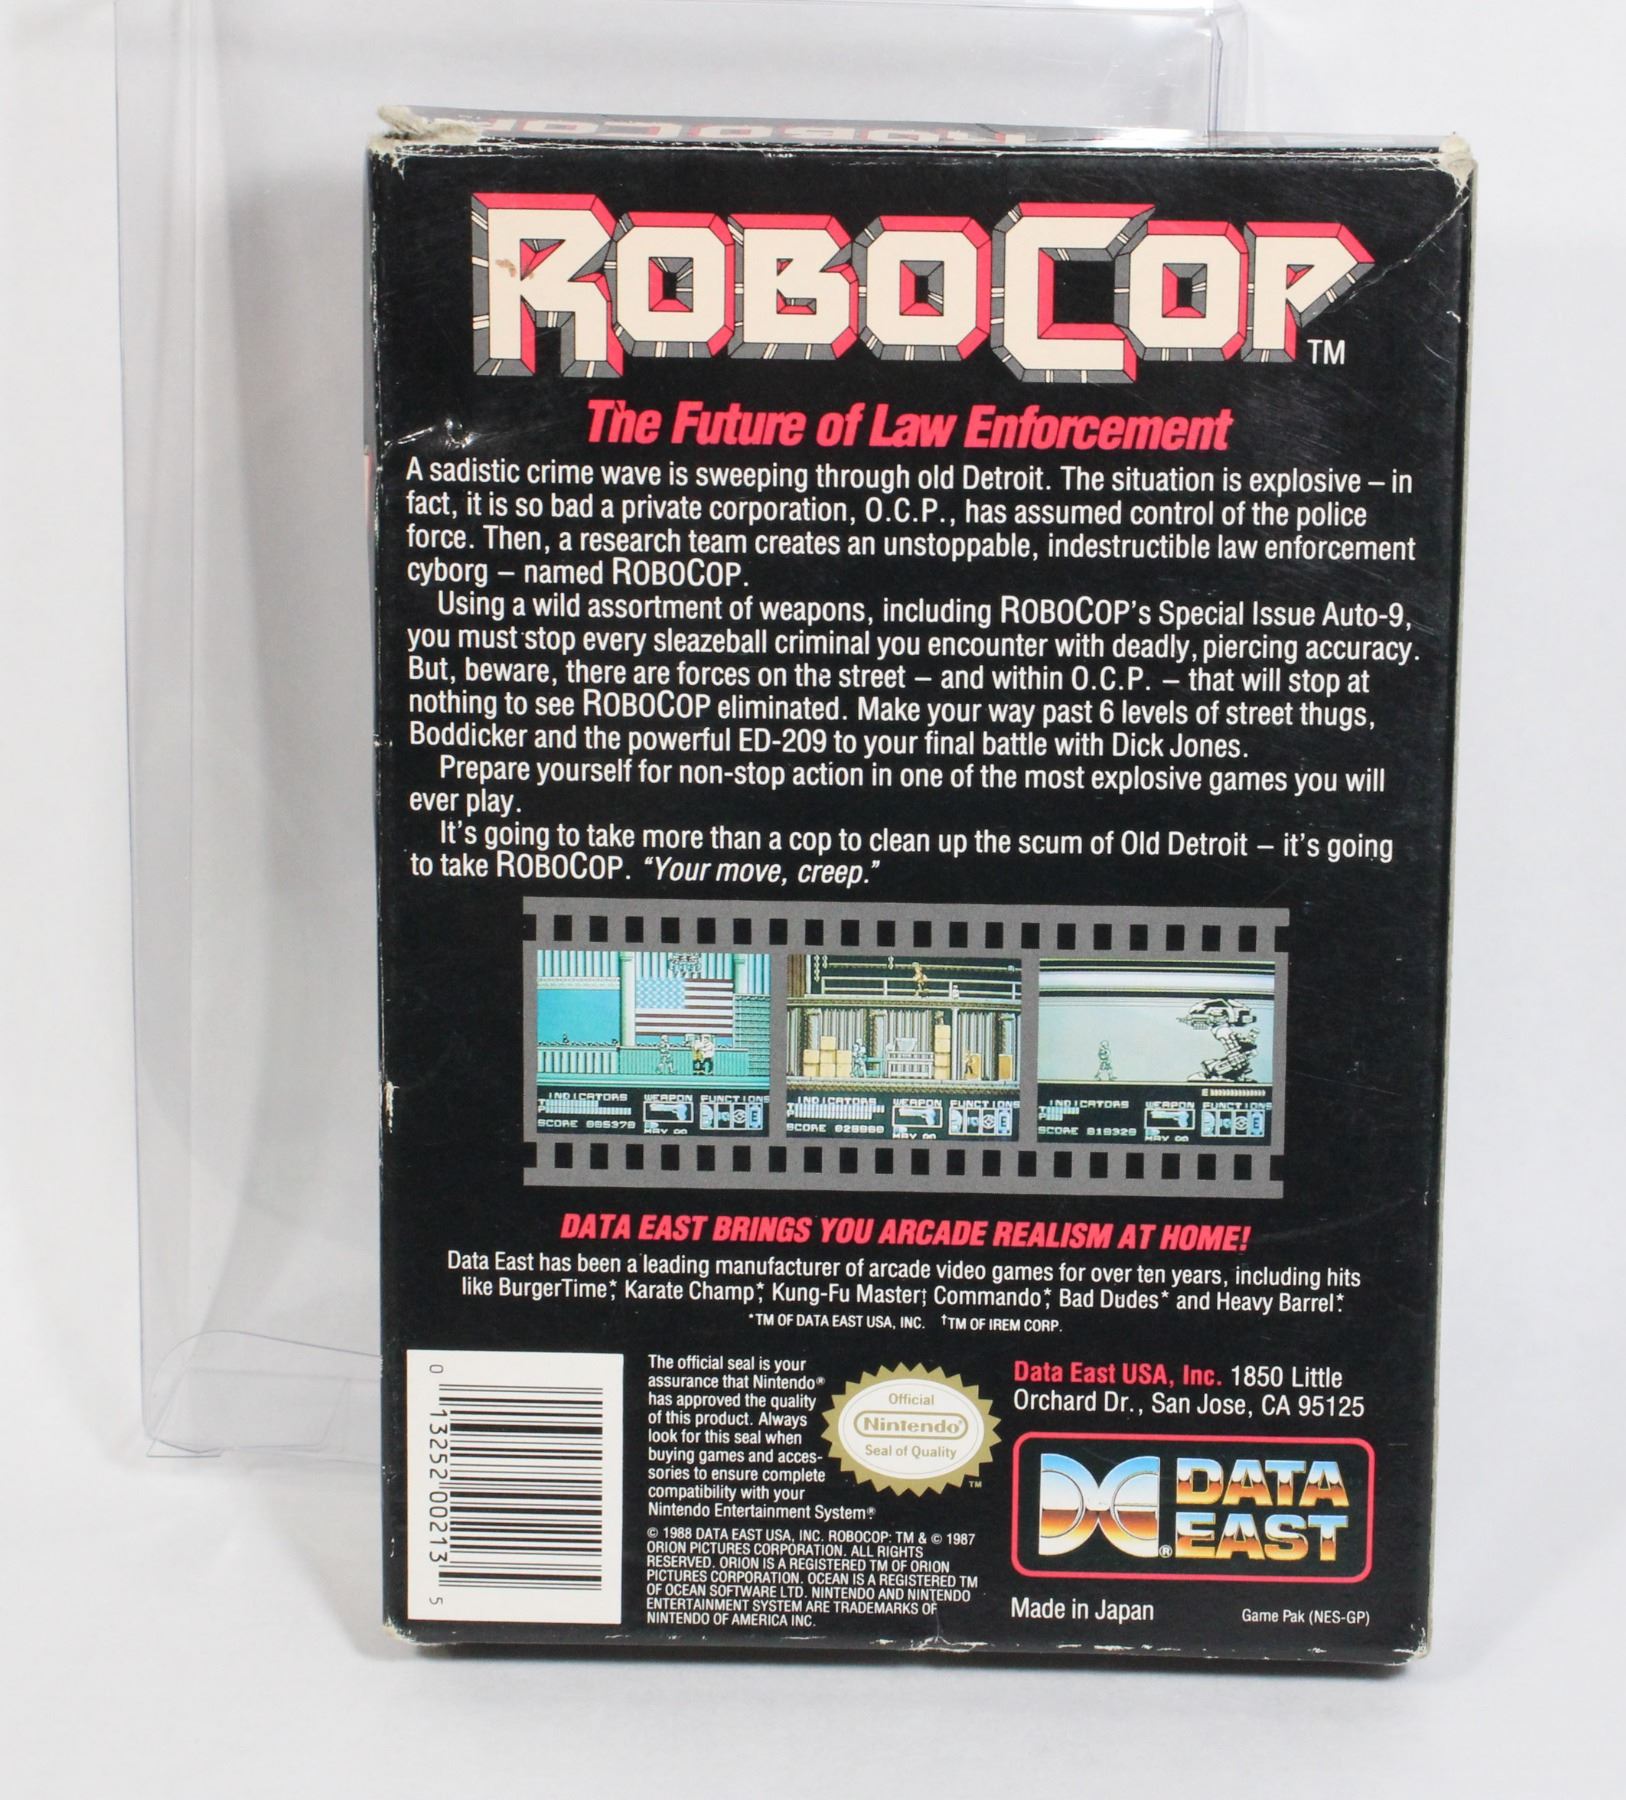 ROBOCOP
ROBOCOP TM
The Future of Law Enforcement
A sadistic crime wave is sweeping through old Detroit. The situation is explosive – in
fact, it is so bad a private corporation, O.C.P., has assumed control of the police
force. Then, a research team creates an unstoppable, indestructible law enforcement
cyborg – named ROBOCOP.
Using a wild assortment of weapons, including ROBOCOP's Special Issue Auto-9,
you must stop every sleazeball criminal you encounter with deadly, piercing accuracy.
But, beware, there are forces on the street – and within O.C.P. – that will stop at
nothing to see ROBOCOP eliminated. Make your way past 6 levels of street thugs,
Boddicker and the powerful ED-209 to your final battle with Dick Jones.
Prepare yourself for non-stop action in one of the most explosive games you will
ever play.
It's going to take more than a cop to clean up the scum of Old Detroit – it's going
to take ROBOCOP. "Your move, creep."
INDICATORS WEAPON FUNCTIONS
T
P
SCORE 005370
INDICATORS WEAPON FUNCTIONS
T
P
SCORE
E
INDICATORS WEAPON FUNCTIONS
T
P
SCORE
DATA EAST BRINGS YOU ARCADE REALISM AT HOME!
Data East has been a leading manufacturer of arcade video games for over ten years, including hits
like BurgerTime,* Karate Champ,* Kung-Fu Master,† Commando,* Bad Dudes* and Heavy Barrel.*
*TM OF DATA EAST USA, INC. †TM OF IREM CORP.
0 13252 00213 5
The official seal is your
assurance that Nintendo®
has approved the quality
of this product. Always
look for this seal when
buying games and acces-
sories to ensure complete
compatibility with your
Nintendo Entertainment System.®
Official
Nintendo®
Seal of Quality
TM
© 1988 DATA EAST USA, INC. ROBOCOP: TM & © 1987
ORION PICTURES CORPORATION. ALL RIGHTS
RESERVED. ORION IS A REGISTERED TM OF ORION
PICTURES CORPORATION. OCEAN IS A REGISTERED TM
OF OCEAN SOFTWARE LTD. NINTENDO AND NINTENDO
ENTERTAINMENT SYSTEM ARE TRADEMARKS OF
NINTENDO OF AMERICA INC.
Data East USA, Inc. 1850 Little
Orchard Dr., San Jose, CA 95125
DATA
EAST
®
Made in Japan
Game Pak (NES-GP)